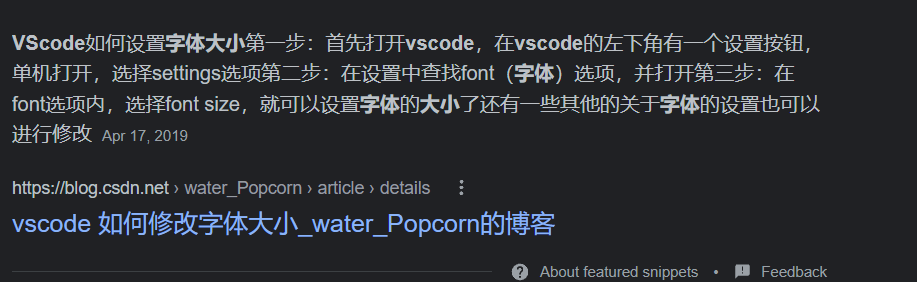 VScode如何设置字体大小第一步：首先打开vscode，在vscode的左下角有一个设置按钮，
单机打开，选择settings选项第二步：在设置中查找font（字体）选项，并打开第三步：在
font选项内，选择font size，就可以设置字体的大小了还有一些其他的关于字体的设置也可以
进行修改 Apr 17, 2019
https://blog.csdn.net › water_Popcorn › article › details
vscode 如何修改字体大小_water_Popcorn的博客
About featured snippets • Feedback